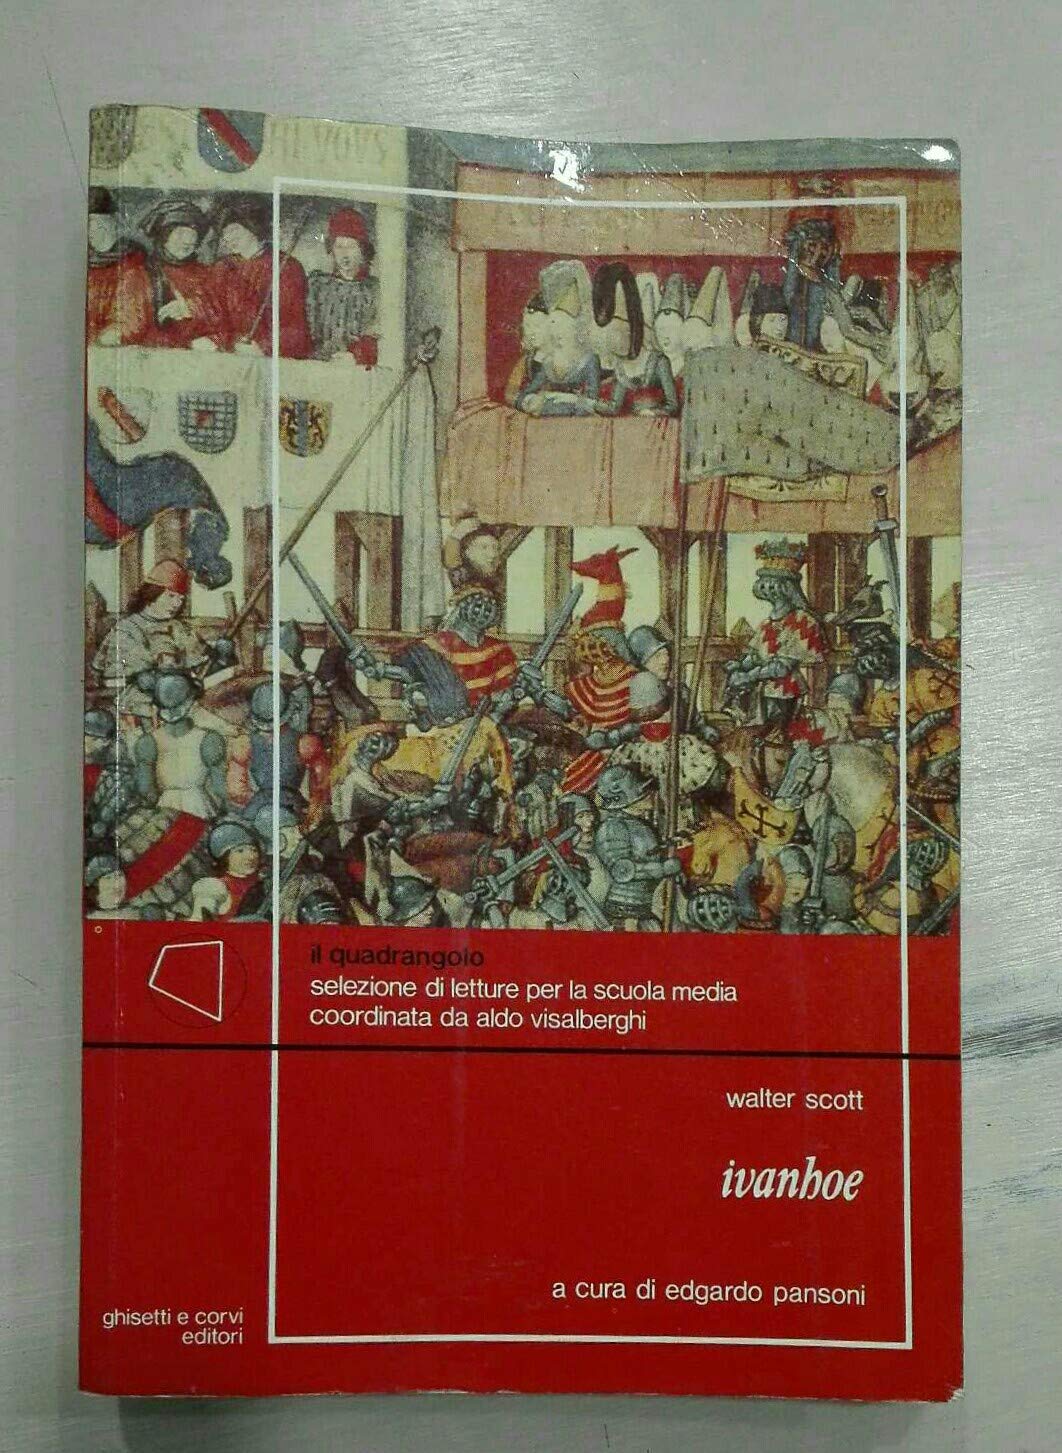 il quadrangolo
selezione di letture per la scuola media
coordinata da aldo visalberghi
walter scott
ivanhoe
a cura di edgardo pansoni
ghisetti e corvi
editori